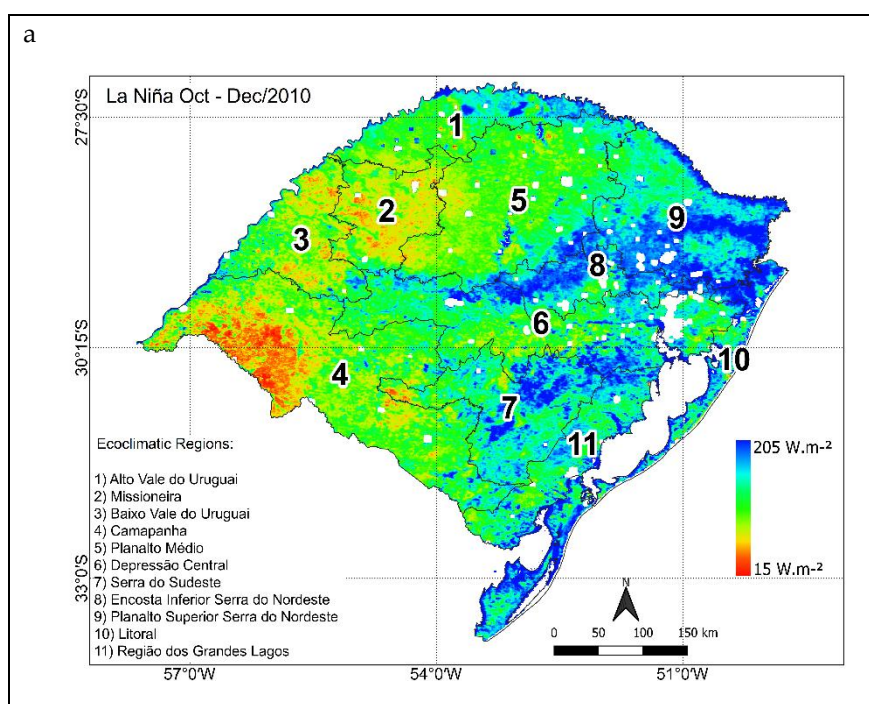 a
La Niña Oct - Dec/2010
27°30'S
30°15'S
33°0'S
1
2
5
3
9
8
6
4
10
7
11
Ecoclimatic Regions:
1) Alto Vale do Uruguai
2) Missioneira
3) Baixo Vale do Uruguai
4) Camapanha
5) Planalto Médio
6) Depressão Central
7) Serra do Sudeste
8) Encosta Inferior Serra do Nordeste
9) Planalto Superior Serra do Nordeste
10) Litoral
11) Região dos Grandes Lagos
205 W.m-²
15 W.m-²
N
0 50 100 150 km
57°0'W 54°0'W 51°0'W